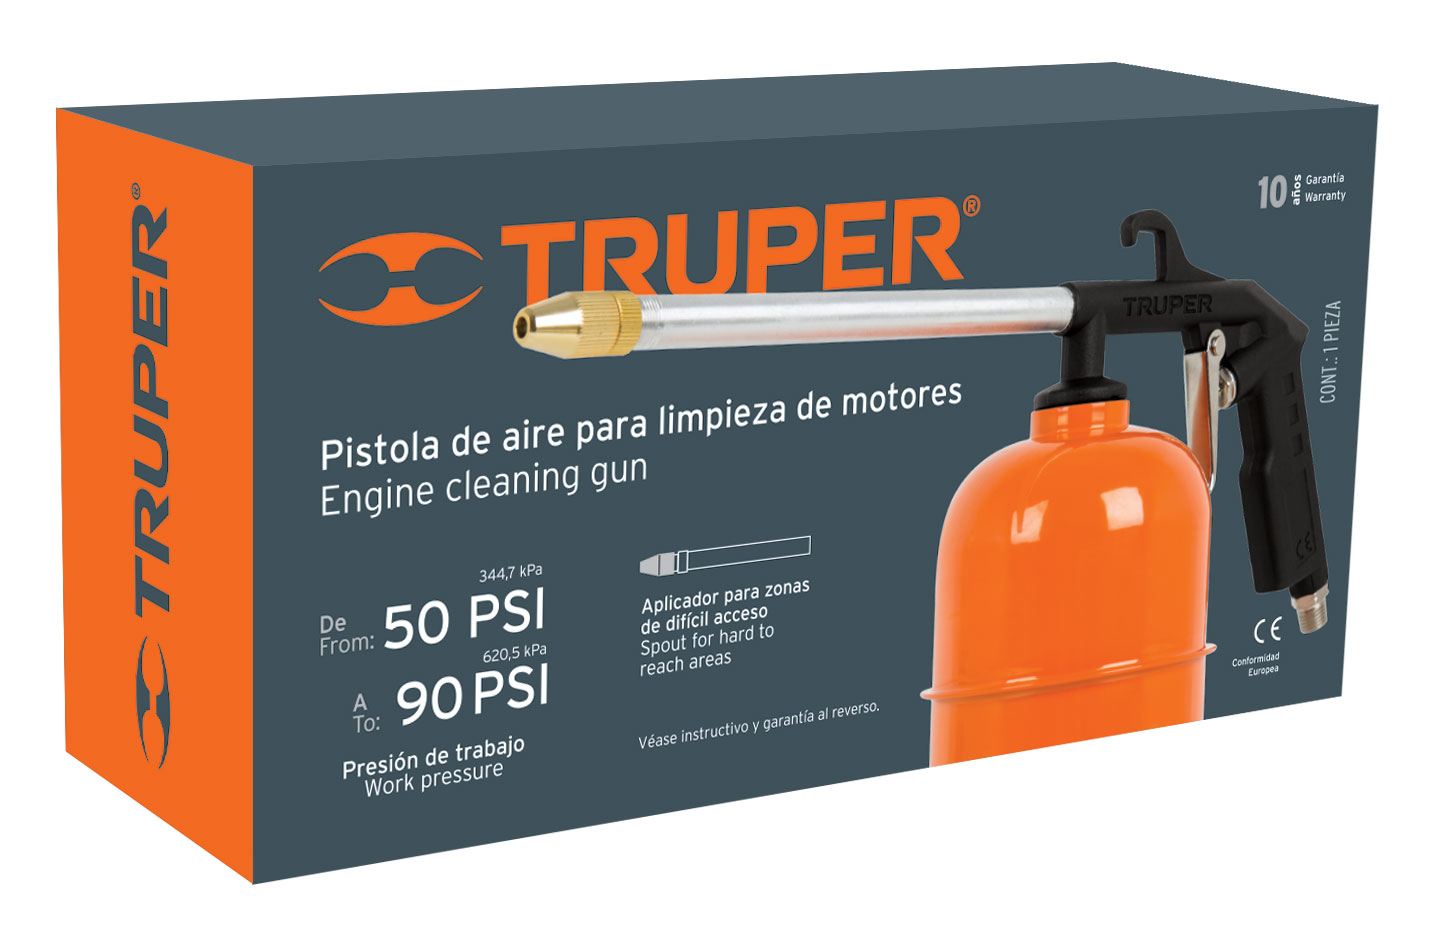 TRUPER®
TRUPER®
10 años Garantía
Warranty
TRUPER
CONT.: 1 PIEZA
Pistola de aire para limpieza de motores
Engine cleaning gun
344,7 kPa
De
From: 50 PSI
620,5 kPa
A
To: 90 PSI
Presión de trabajo
Work pressure
Aplicador para zonas
de difícil acceso
Spout for hard to
reach areas
Véase instructivo y garantía al reverso.
CE
CE
Conformidad
Europea